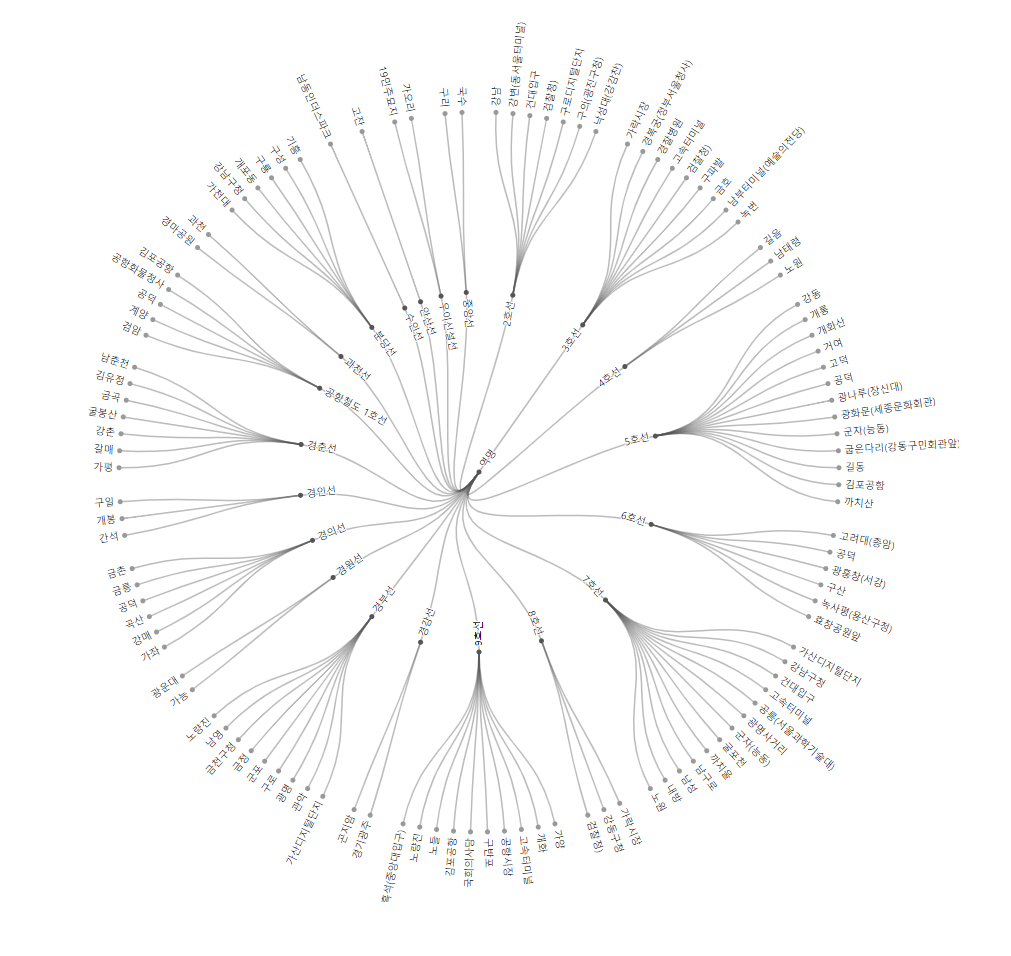 역명
2호선
강남
강변(동서울터미널)
건대입구
검찰청)
구로디지털단지
구의(광진구청)
낙성대(강감찬)
3호선
가락시장
경복궁(정부서울청사)
경찰병원
고속터미널
검찰청)
구파발
금호
남부터미널(예술의전당)
녹번
4호선
길음
남태령
노원
5호선
강동
개롱
개화산
거여
고덕
공덕
광나루(장신대)
광화문(세종문화회관)
군자(능동)
굽은다리(강동구민회관앞)
길동
김포공항
까치산
6호선
고려대(종암)
공덕
광흥창(서강)
구산
녹사평(용산구청)
효창공원앞
7호선
가산디지털단지
강남구청
건대입구
고속터미널
공릉(서울과학기술대)
광명사거리
군자(능동)
굴포천
까치울
남구로
남성
내방
노원
8호선
가락시장
강동구청
검찰청)
9호선
가양
개화
고속터미널
공항시장
구반포
국회의사당
김포공항
노들
노량진
흑석(중앙대입구)
경강선
경기광주
곤지암
경부선
가산디지털단지
관악
광명
구로
군포
금정
금천구청
남영
노량진
경원선
가능
광운대
경의선
가좌
강매
곡산
공덕
금릉
금촌
경인선
간석
개봉
구일
경춘선
가평
갈매
강촌
굴봉산
금곡
김유정
남춘천
공항철도 1호선
검암
계양
공덕
공항화물청사
김포공항
과천선
경마공원
과천
분당선
가천대
강남구청
개포동
구룡
구성
기흥
수인선
남동인더스파크
안산선
고잔
우이신설선
19민주묘지
가오리
중앙선
구리
국수